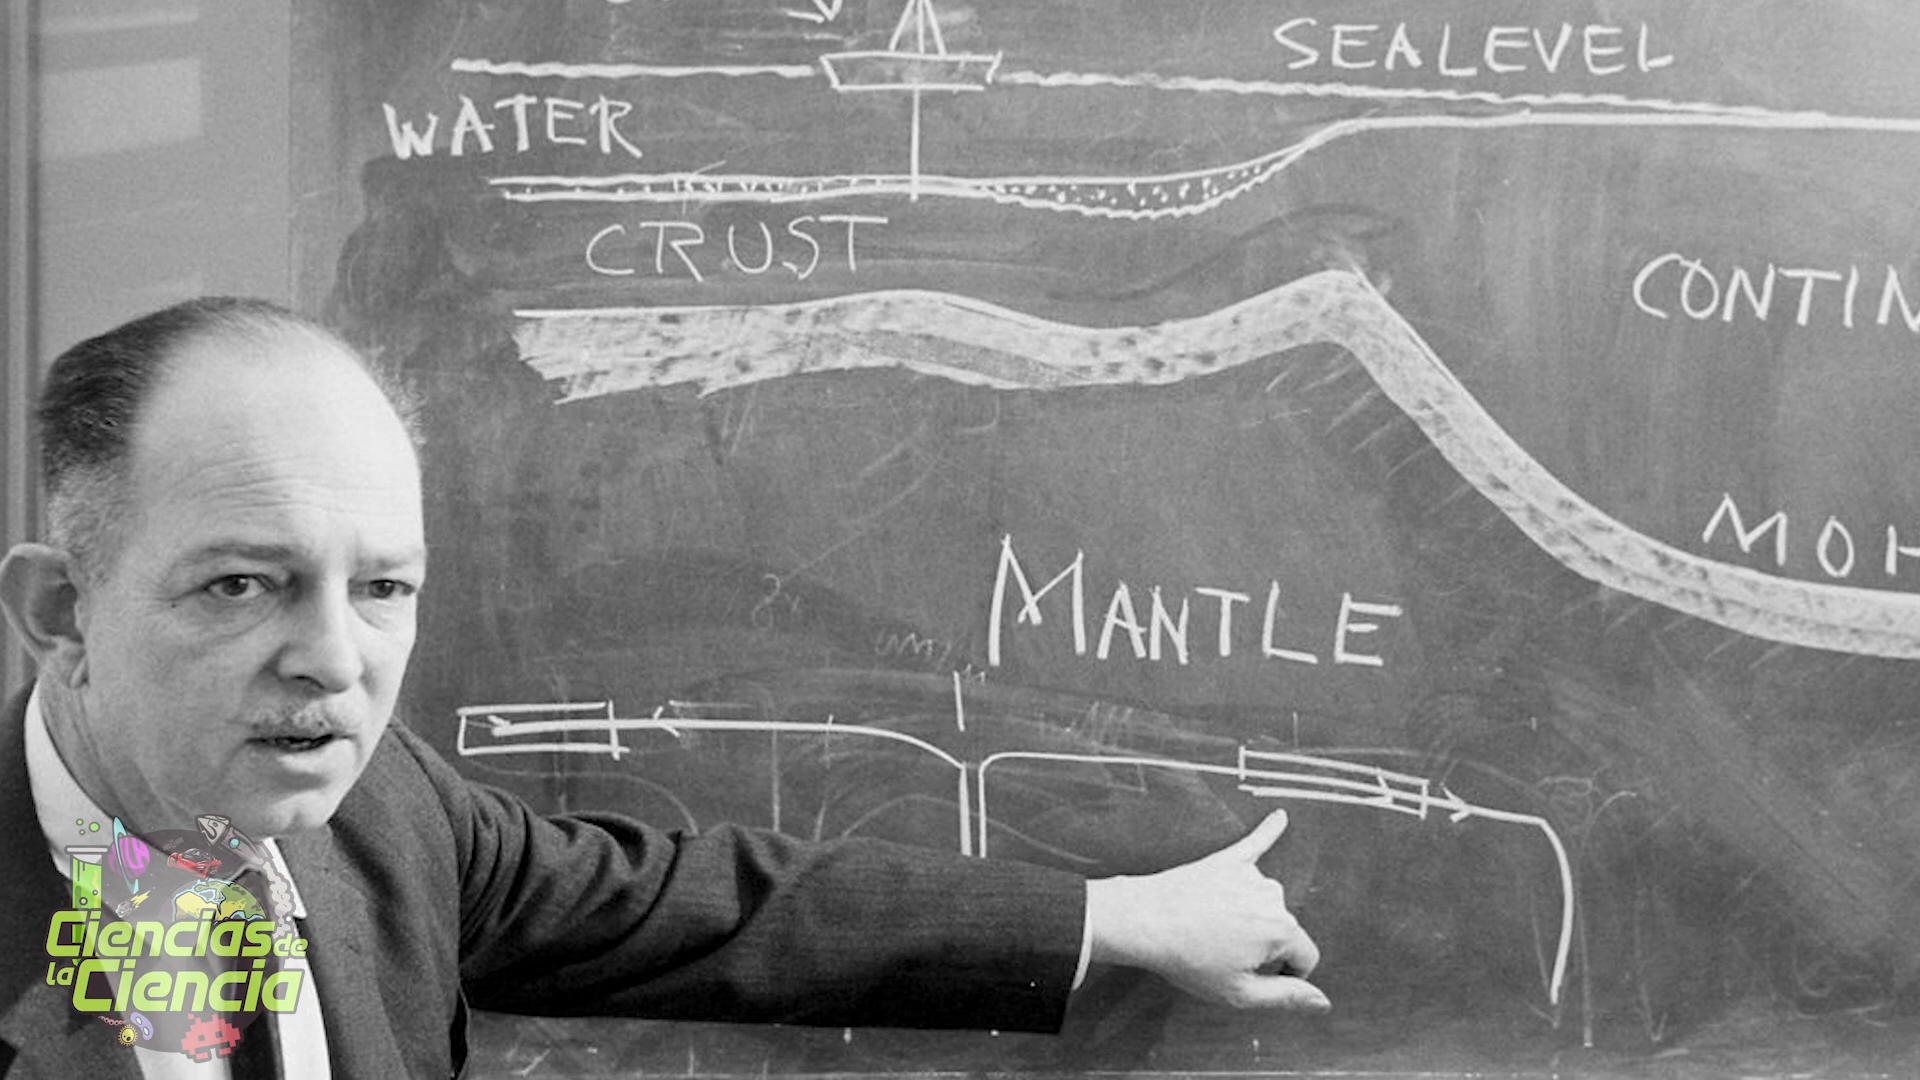 SEALEVEL
WATER
CRUST
CONTIN
MOH
MANTLE
Ciencias de
la Ciencia